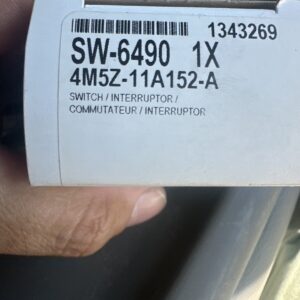 1343269
SW-6490 1X
4M5Z-11A152-A
SWITCH / INTERRUPTOR /
COMMUTATEUR / INTERRUPTOR